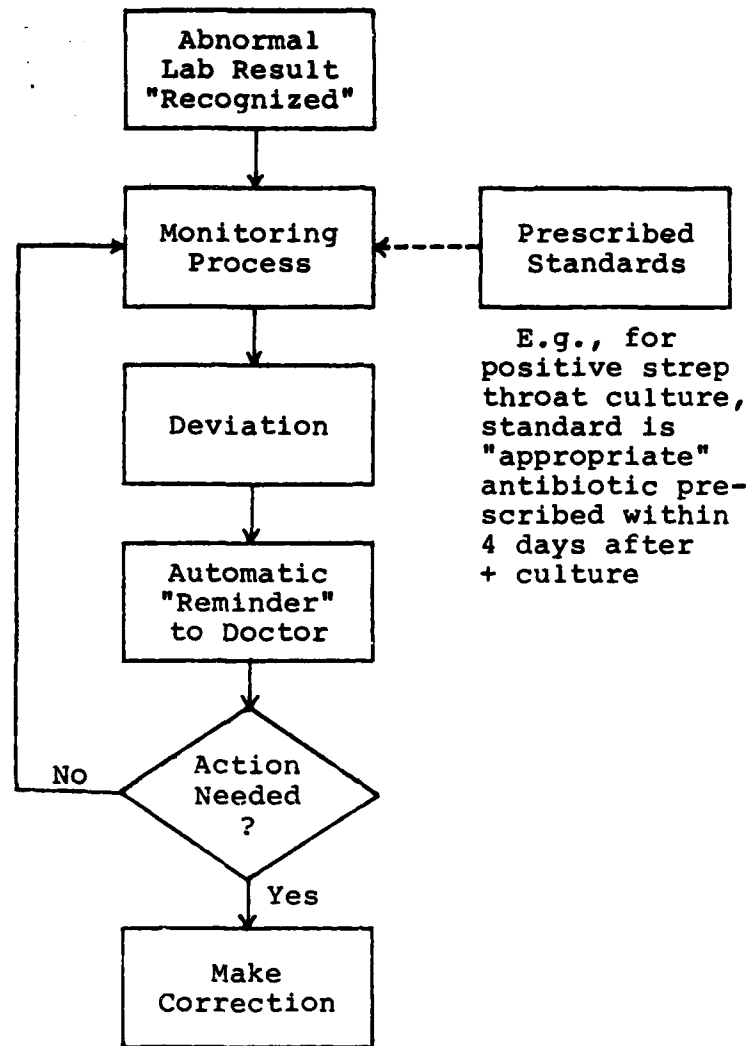 Abnormal
Lab Result
"Recognized"
Monitoring
Process
Prescribed
Standards
E.g., for
positive strep
throat culture,
standard is
"appropriate"
antibiotic pre-
scribed within
4 days after
+ culture
Deviation
Automatic
"Reminder"
to Doctor
Action
Needed
?
No
Yes
Make
Correction